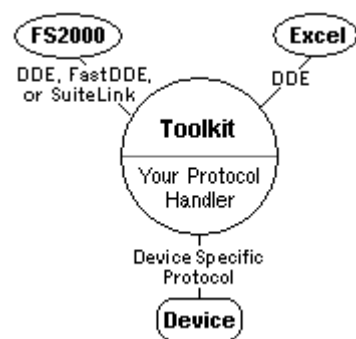 FS2000
Excel
DDE, FastDDE,
or SuiteLink
DDE
Toolkit
Your Protocol
Handler
Device Specific
Protocol
Device